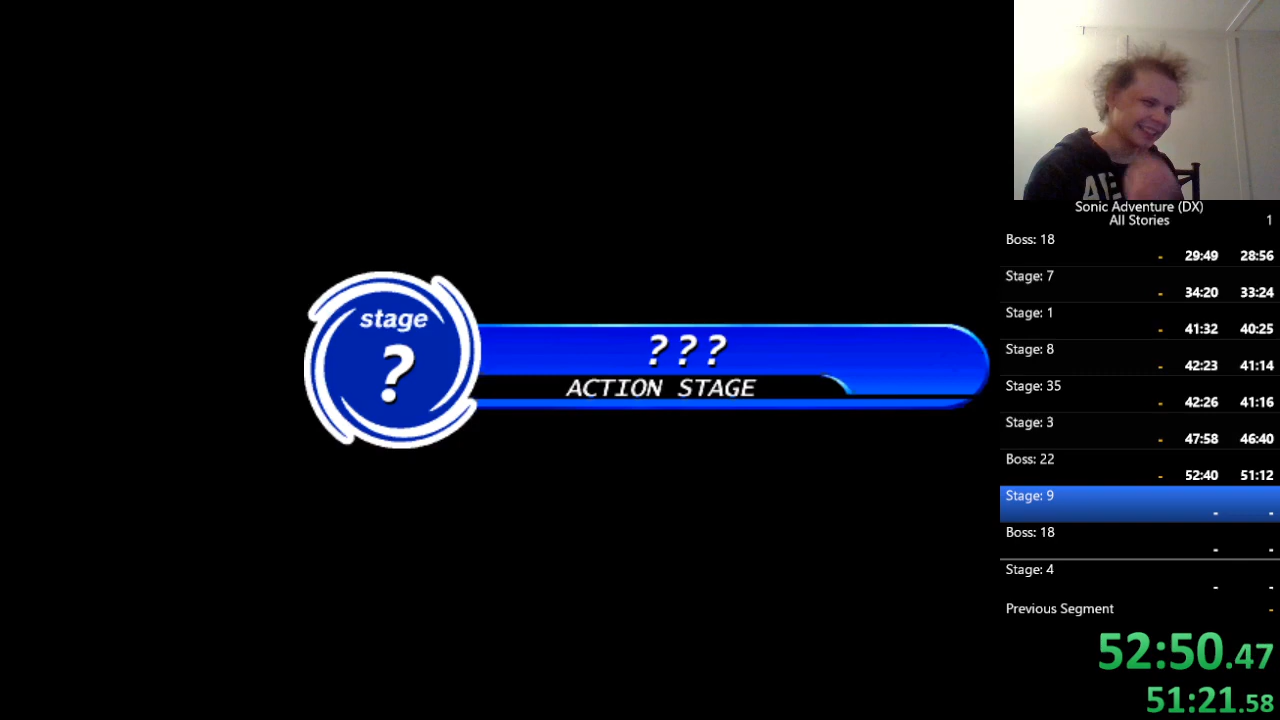 stage
?
???
ACTION STAGE
AE
Sonic Adventure (DX)
All Stories 1
Boss: 18
- 29:49 28:56
Stage: 7
- 34:20 33:24
Stage: 1
- 41:32 40:25
Stage: 8
- 42:23 41:14
Stage: 35
- 42:26 41:16
Stage: 3
- 47:58 46:40
Boss: 22
- 52:40 51:12
Stage: 9
- -
Boss: 18
- -
Stage: 4
- -
Previous Segment -
52:50.47
51:21.58